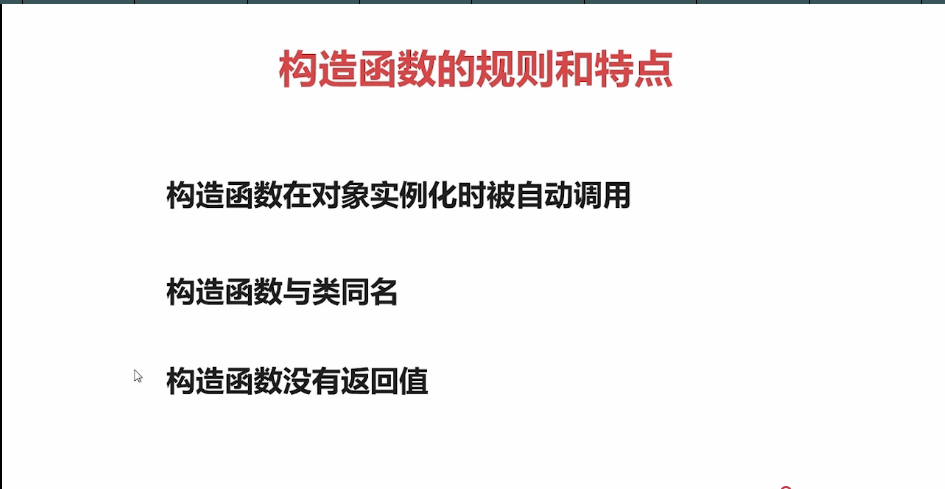 构造函数的规则和特点
构造函数在对象实例化时被自动调用
构造函数与类同名
构造函数没有返回值